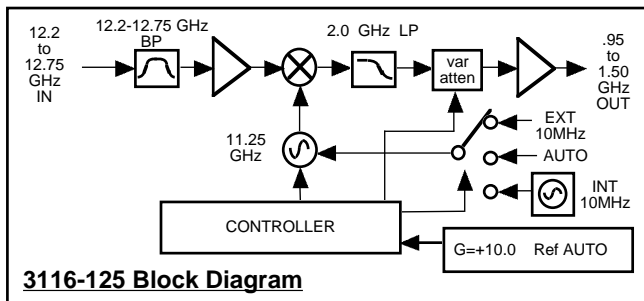 12.2
to
12.75
GHz
IN
12.2-12.75 GHz
BP
2.0 GHz LP
var
atten
.95
to
1.50
GHz
OUT
11.25
GHz
EXT
10MHz
AUTO
INT
10MHz
CONTROLLER
G=+10.0 Ref AUTO
3116-125 Block Diagram